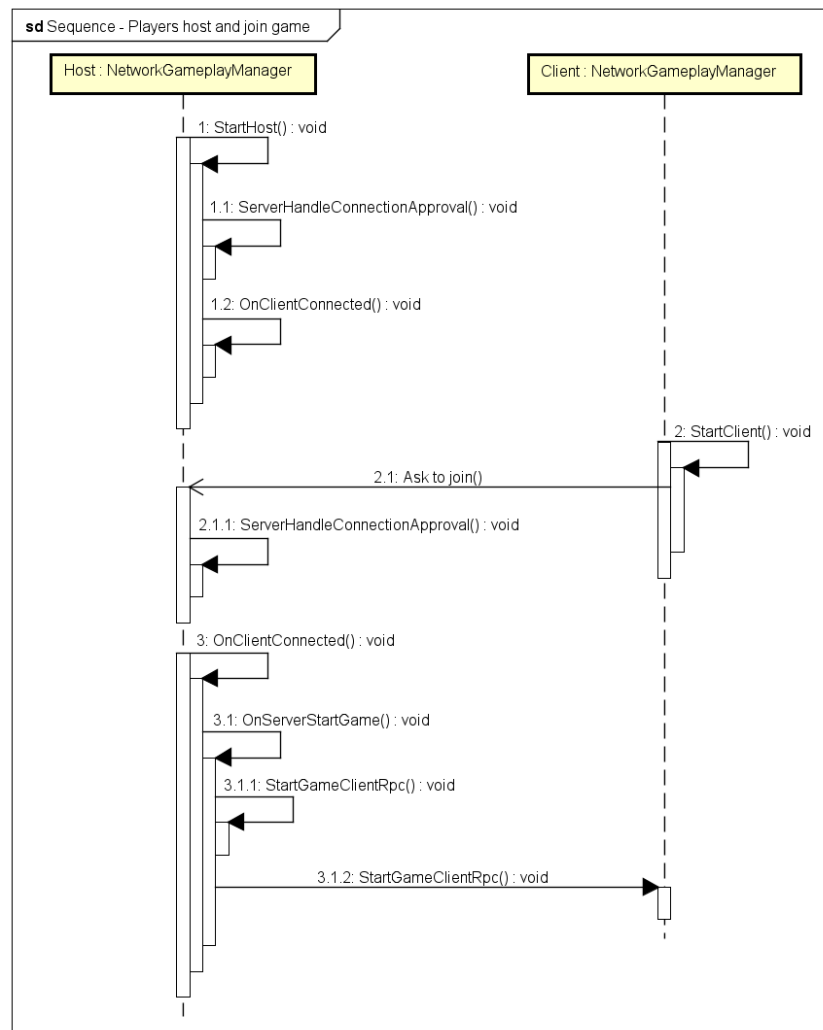 sd Sequence - Players host and join game
Host : NetworkGameplayManager
Client : NetworkGameplayManager
1: StartHost() : void
1.1: ServerHandleConnectionApproval() : void
1.2: OnClientConnected() : void
2: StartClient() : void
2.1: Ask to join()
2.1.1: ServerHandleConnectionApproval() : void
3: OnClientConnected() : void
3.1: OnServerStartGame() : void
3.1.1: StartGameClientRpc() : void
3.1.2: StartGameClientRpc() : void